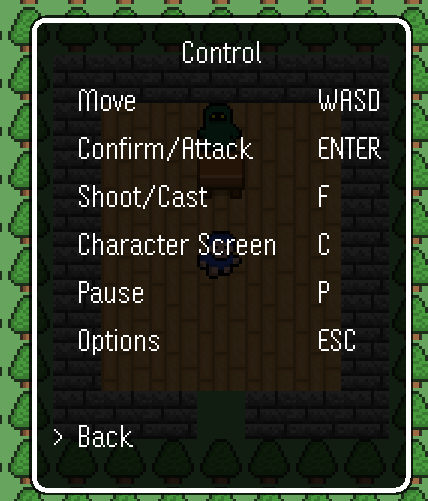 Control
Move WASD
Confirm/Attack ENTER
Shoot/Cast F
Character Screen C
Pause P
Options ESC
> Back